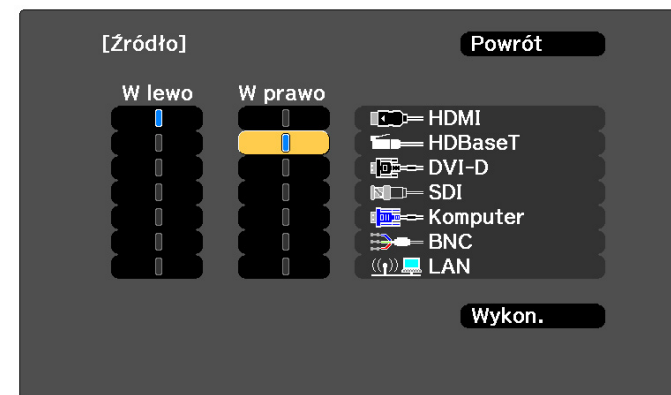 [Źródło] Powrót
W lewo W prawo
HDMI
HDBaseT
DVI-D
SDI
Komputer
BNC
LAN
Wykon.